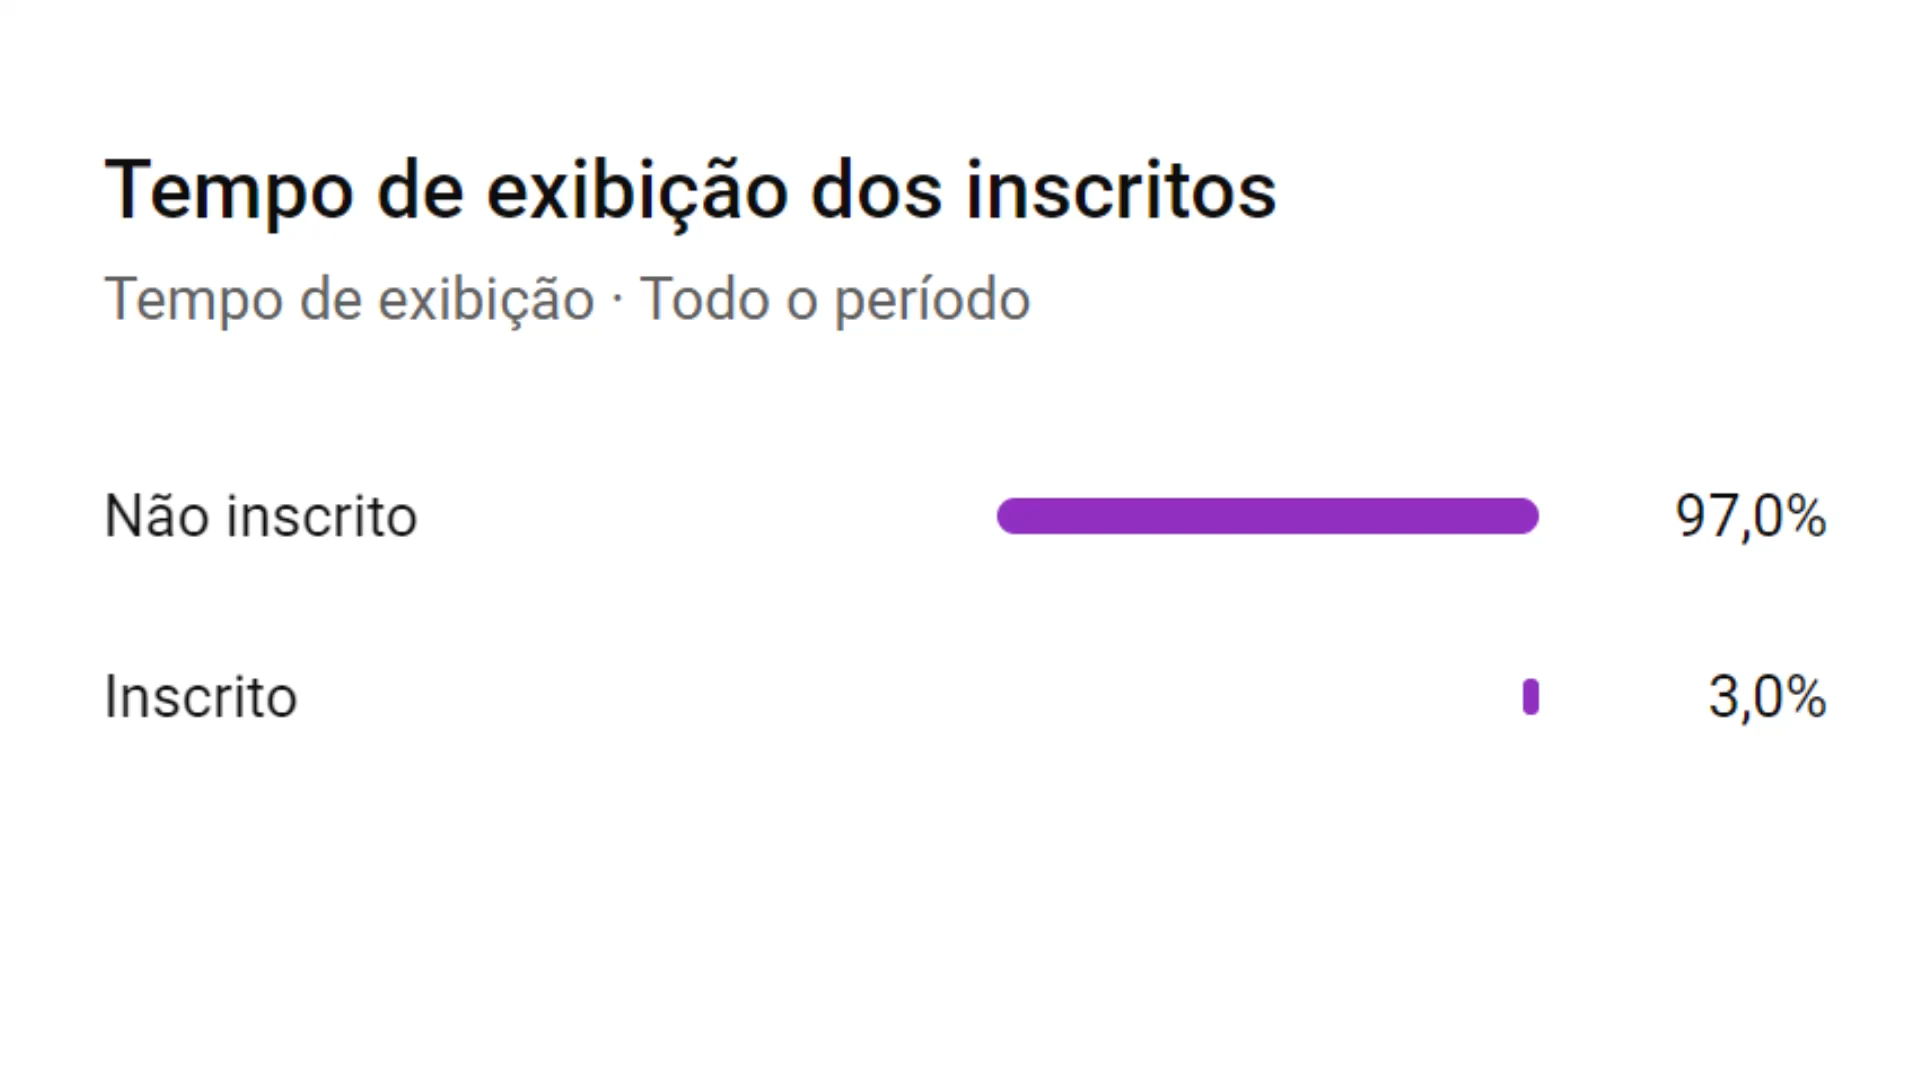 Tempo de exibição dos inscritos
Tempo de exibição · Todo o período
Não inscrito 97,0%
Inscrito 3,0%